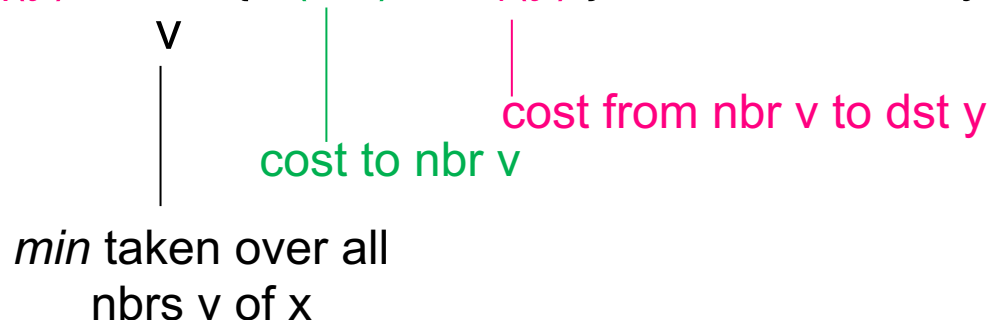 v
cost from nbr v to dst y
cost to nbr v
min taken over all
nbrs v of x